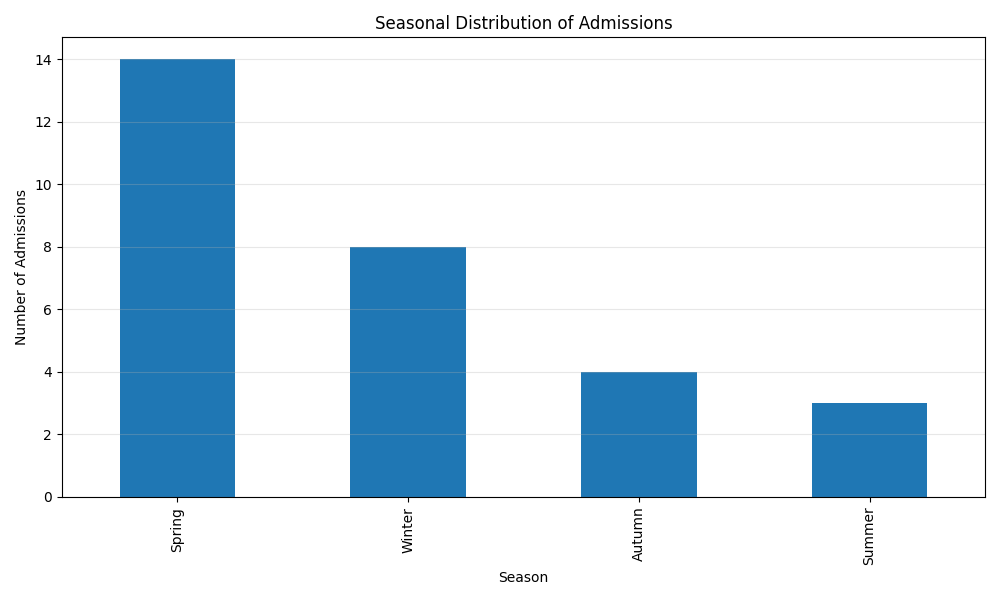 Seasonal Distribution of Admissions
14
12
10
8
6
4
2
0
Number of Admissions
Spring
Winter
Autumn
Summer
Season